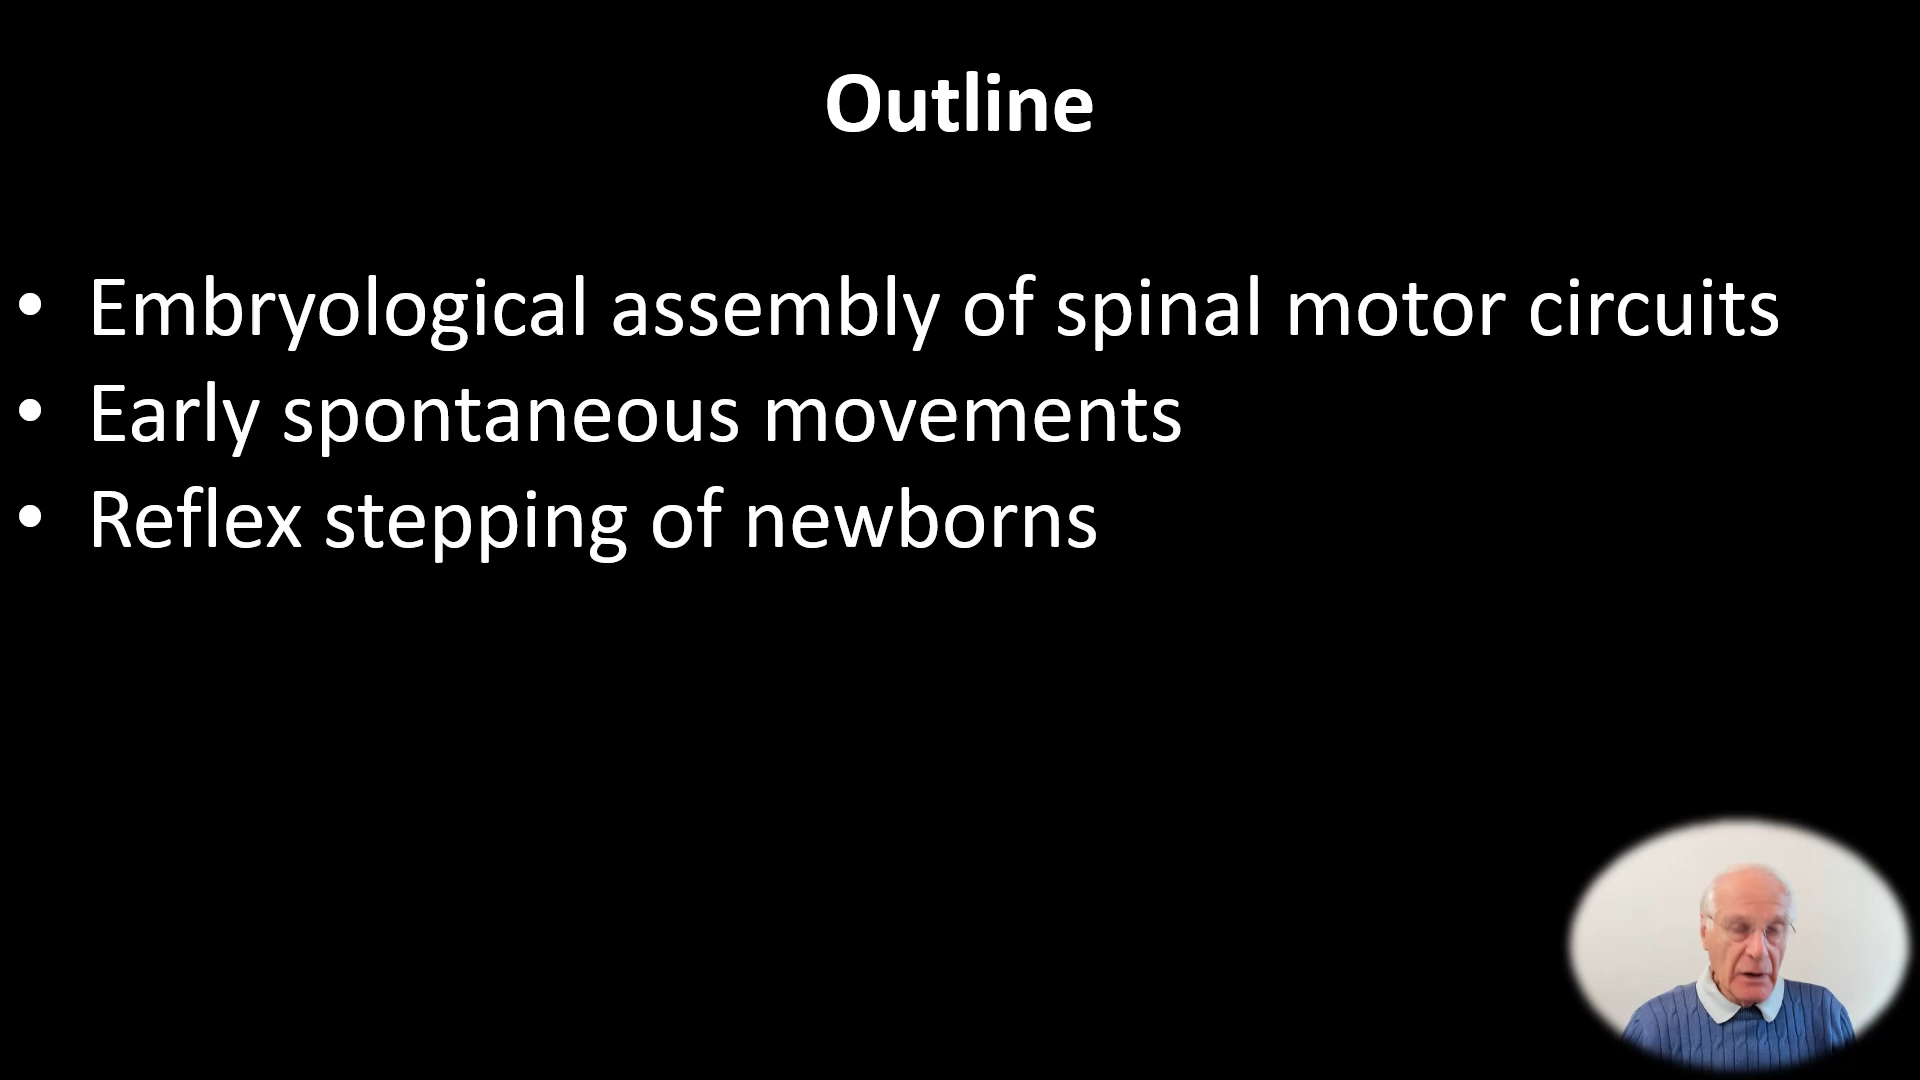 Outline
• Embryological assembly of spinal motor circuits
• Early spontaneous movements
• Reflex stepping of newborns